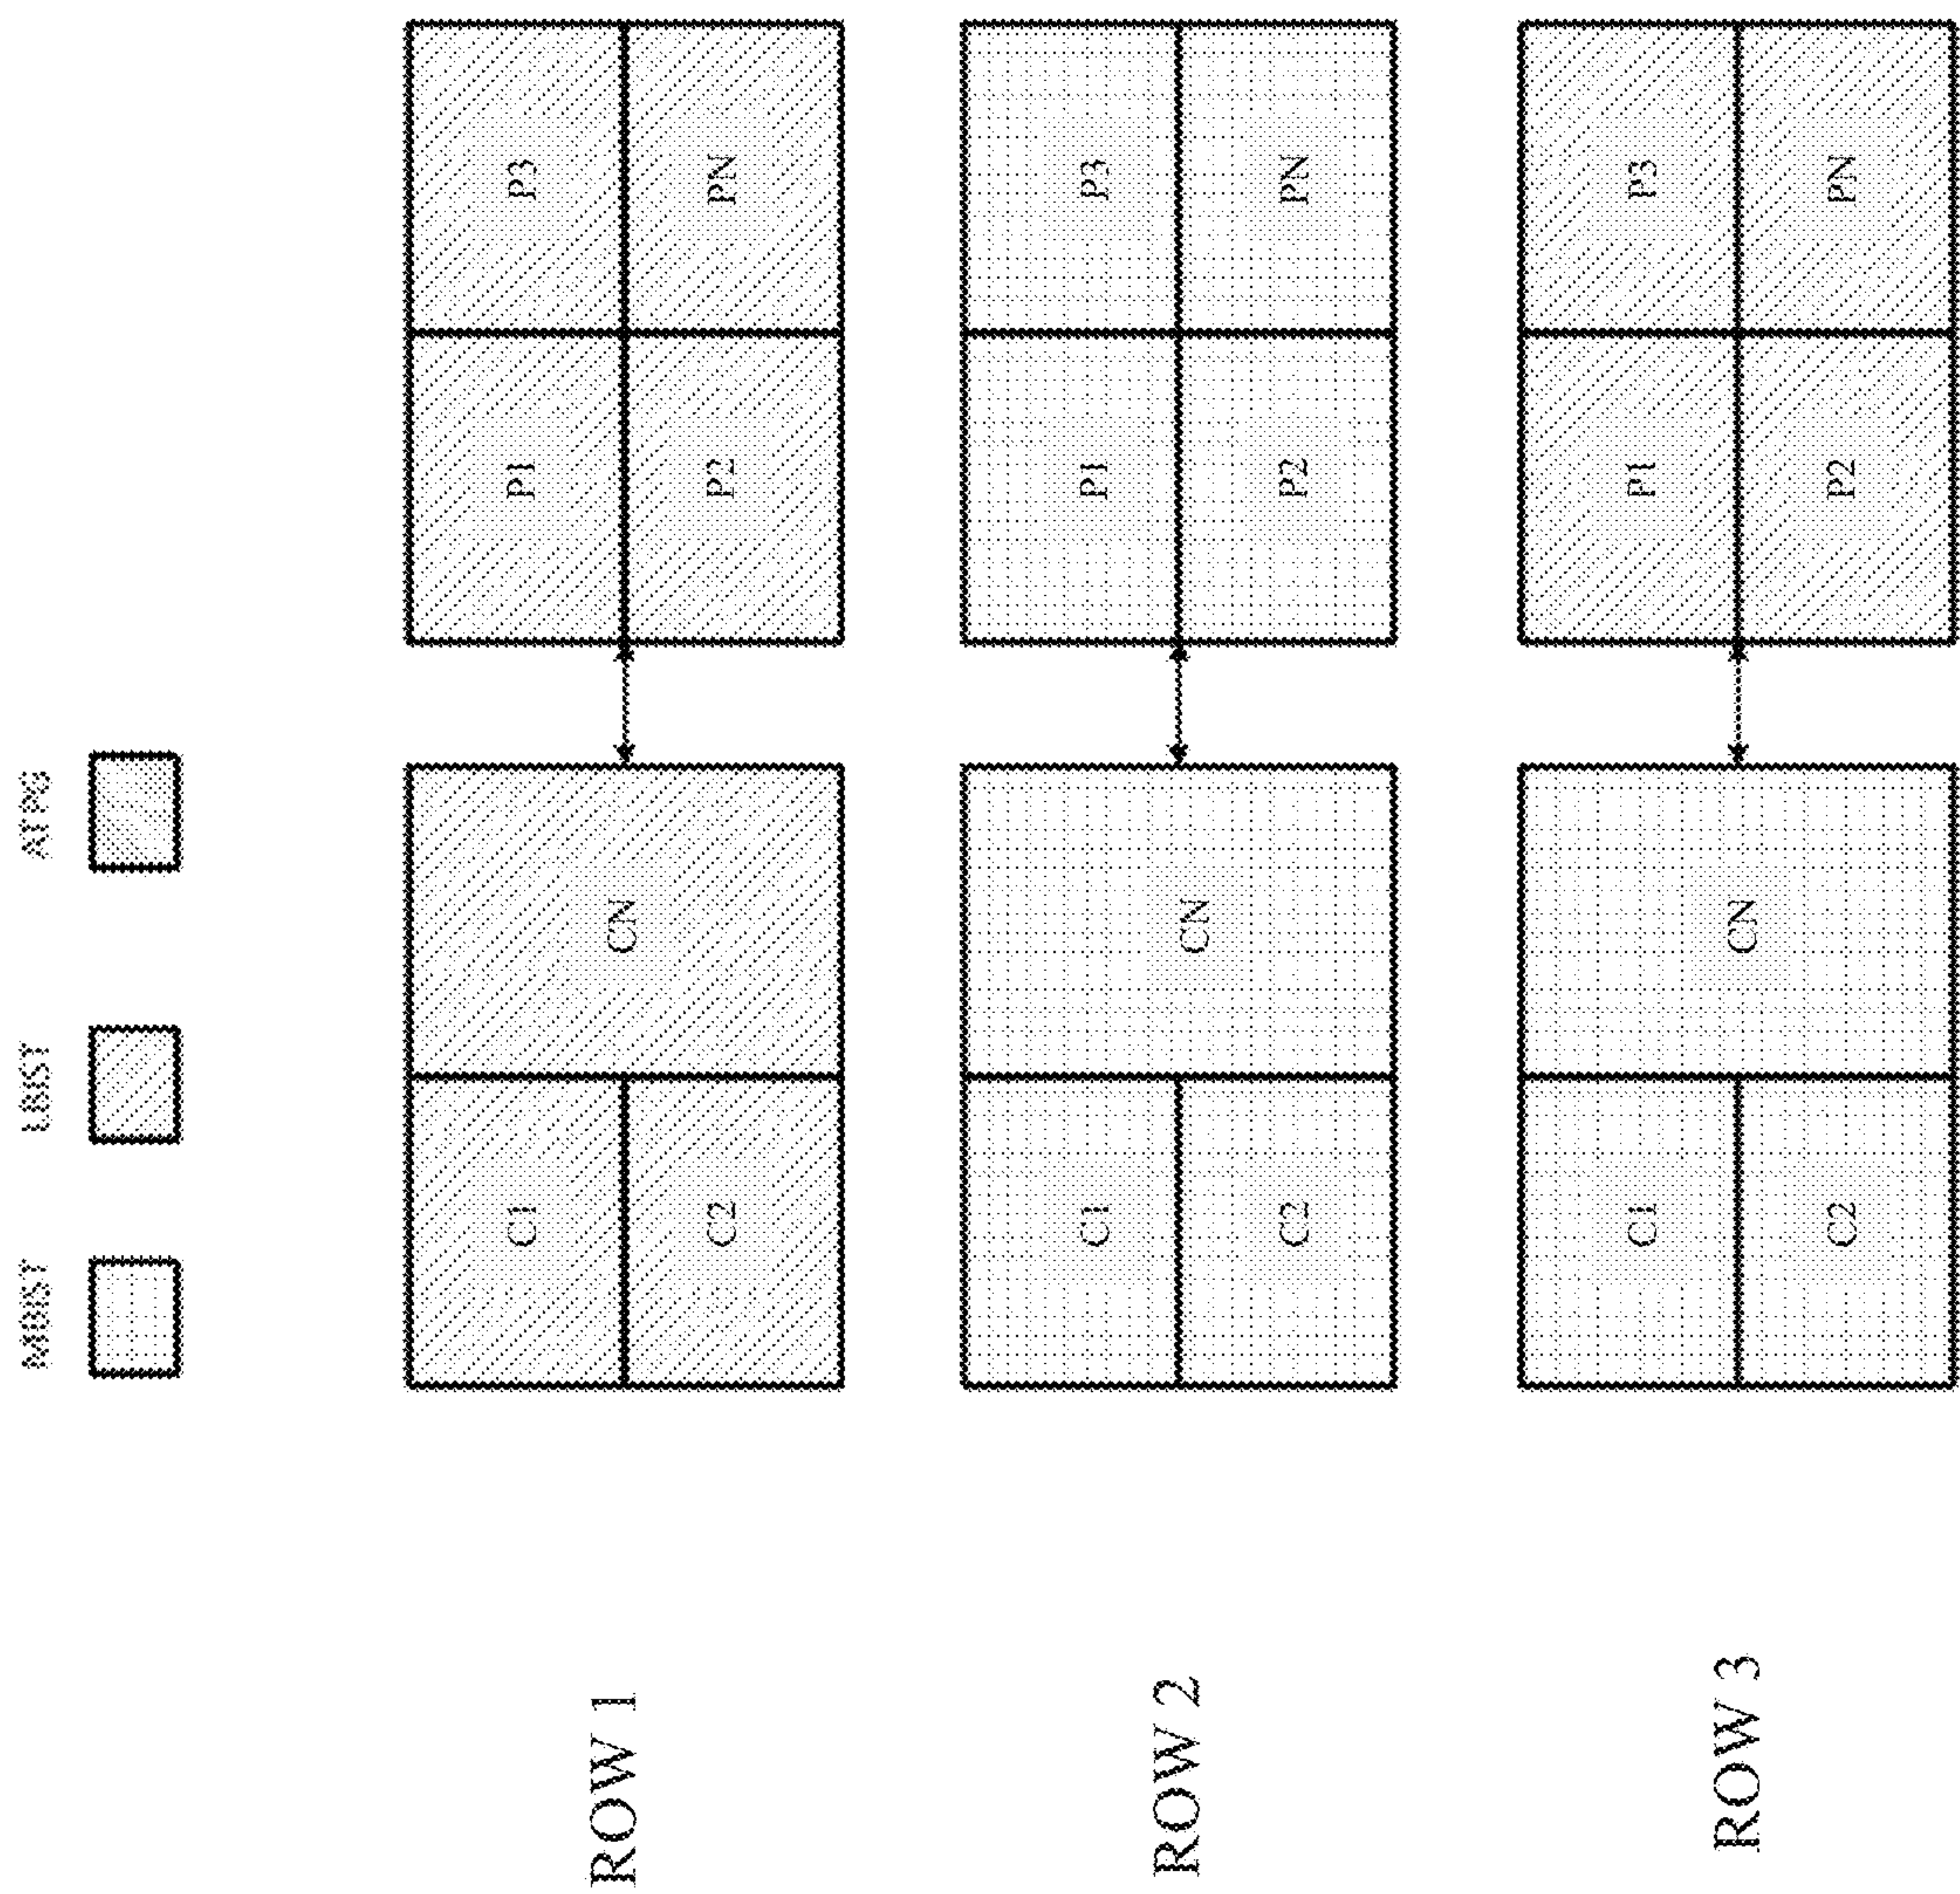 MBIST LBIST ATPG
C1 P1 P3
ROW 1 CN
C2 P2 PN
C1 P1 P3
ROW 2 CN
C2 P2 PN
C1 P1 P3
ROW 3 CN
C2 P2 PN